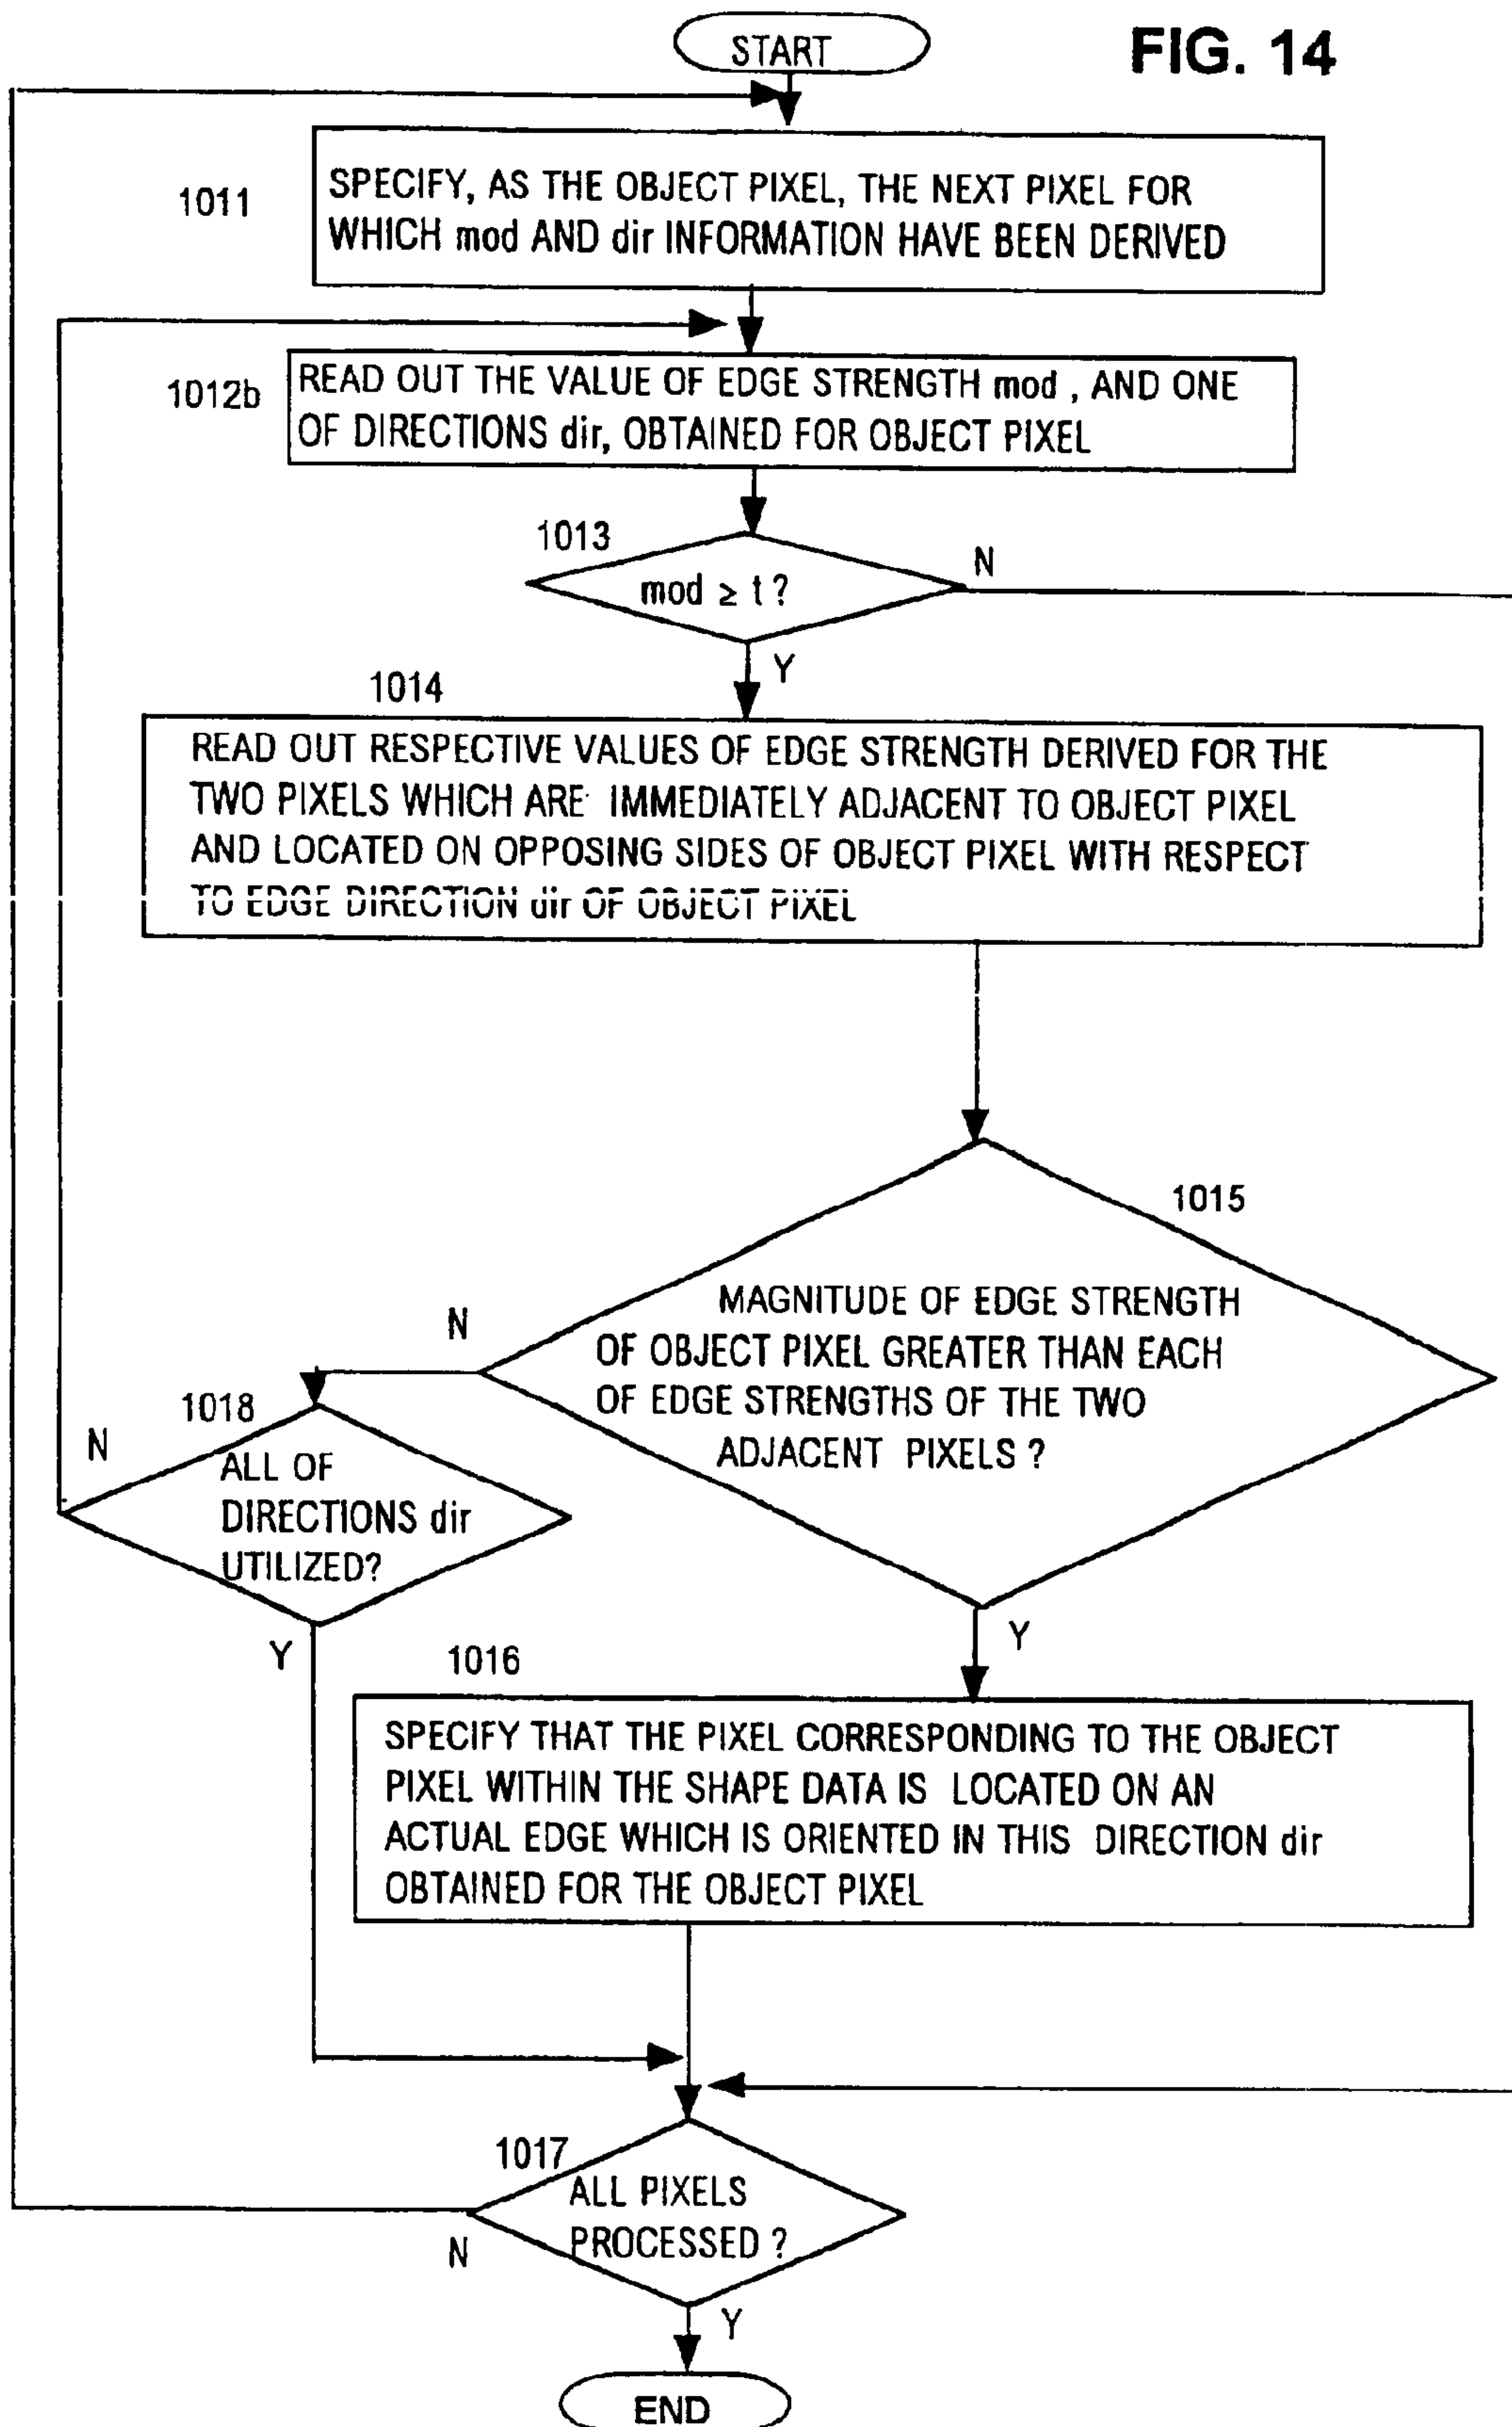 START
FIG. 14
1011
SPECIFY, AS THE OBJECT PIXEL, THE NEXT PIXEL FOR
WHICH mod AND dir INFORMATION HAVE BEEN DERIVED
1012b
READ OUT THE VALUE OF EDGE STRENGTH mod , AND ONE
OF DIRECTIONS dir, OBTAINED FOR OBJECT PIXEL
1013
mod ≥ t ?
N
Y
1014
READ OUT RESPECTIVE VALUES OF EDGE STRENGTH DERIVED FOR THE
TWO PIXELS WHICH ARE IMMEDIATELY ADJACENT TO OBJECT PIXEL
AND LOCATED ON OPPOSING SIDES OF OBJECT PIXEL WITH RESPECT
TO EDGE DIRECTION dir OF OBJECT PIXEL
1015
MAGNITUDE OF EDGE STRENGTH
OF OBJECT PIXEL GREATER THAN EACH
OF EDGE STRENGTHS OF THE TWO
ADJACENT PIXELS ?
N
1018
N
ALL OF
DIRECTIONS dir
UTILIZED?
Y
Y
1016
SPECIFY THAT THE PIXEL CORRESPONDING TO THE OBJECT
PIXEL WITHIN THE SHAPE DATA IS LOCATED ON AN
ACTUAL EDGE WHICH IS ORIENTED IN THIS DIRECTION dir
OBTAINED FOR THE OBJECT PIXEL
1017
ALL PIXELS
PROCESSED ?
N
Y
END